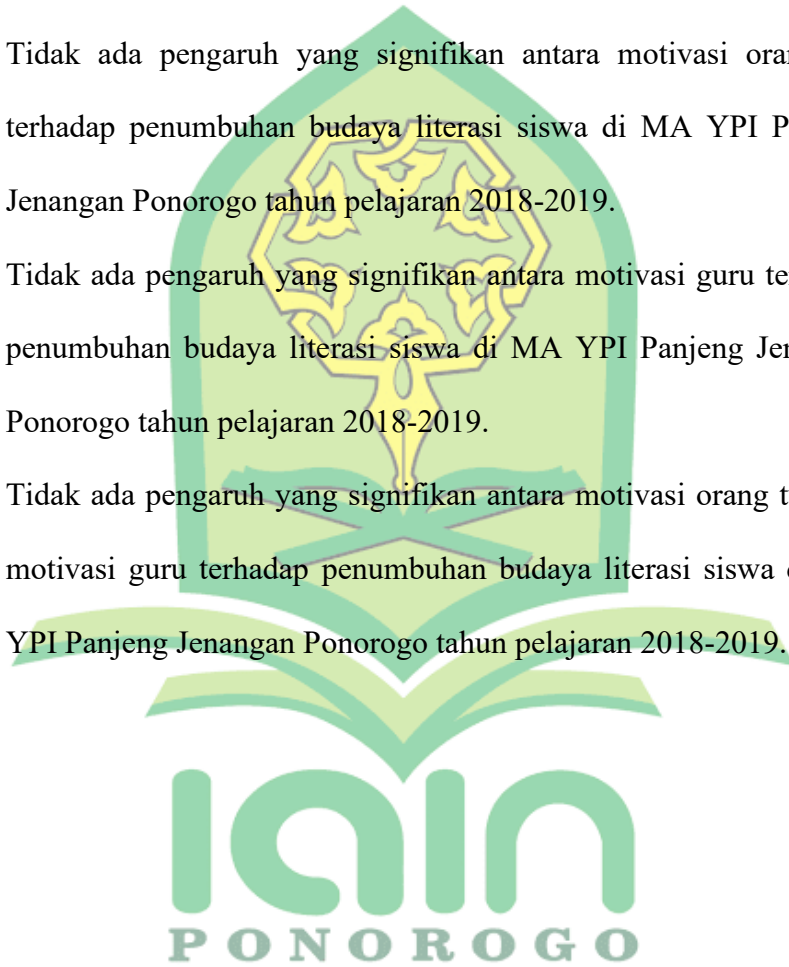 Tidak ada pengaruh yang signifikan antara motivasi
terhadap penumbuhan budaya literasi siswa di MA YPI
Jenangan Ponorogo tahun pelajaran 2018-2019.
Tidak ada pengaruh yang signifikan antara motivasi guru
penumbuhan budaya literasi siswa di MA YPI Panjeng
Ponorogo tahun pelajaran 2018-2019.
Tidak ada pengaruh yang signifikan antara motivasi orang
motivasi guru terhadap penumbuhan budaya literasi siswa
YPI Panjeng Jenangan Ponorogo tahun pelajaran 2018-2019.
iain
PONOROGO